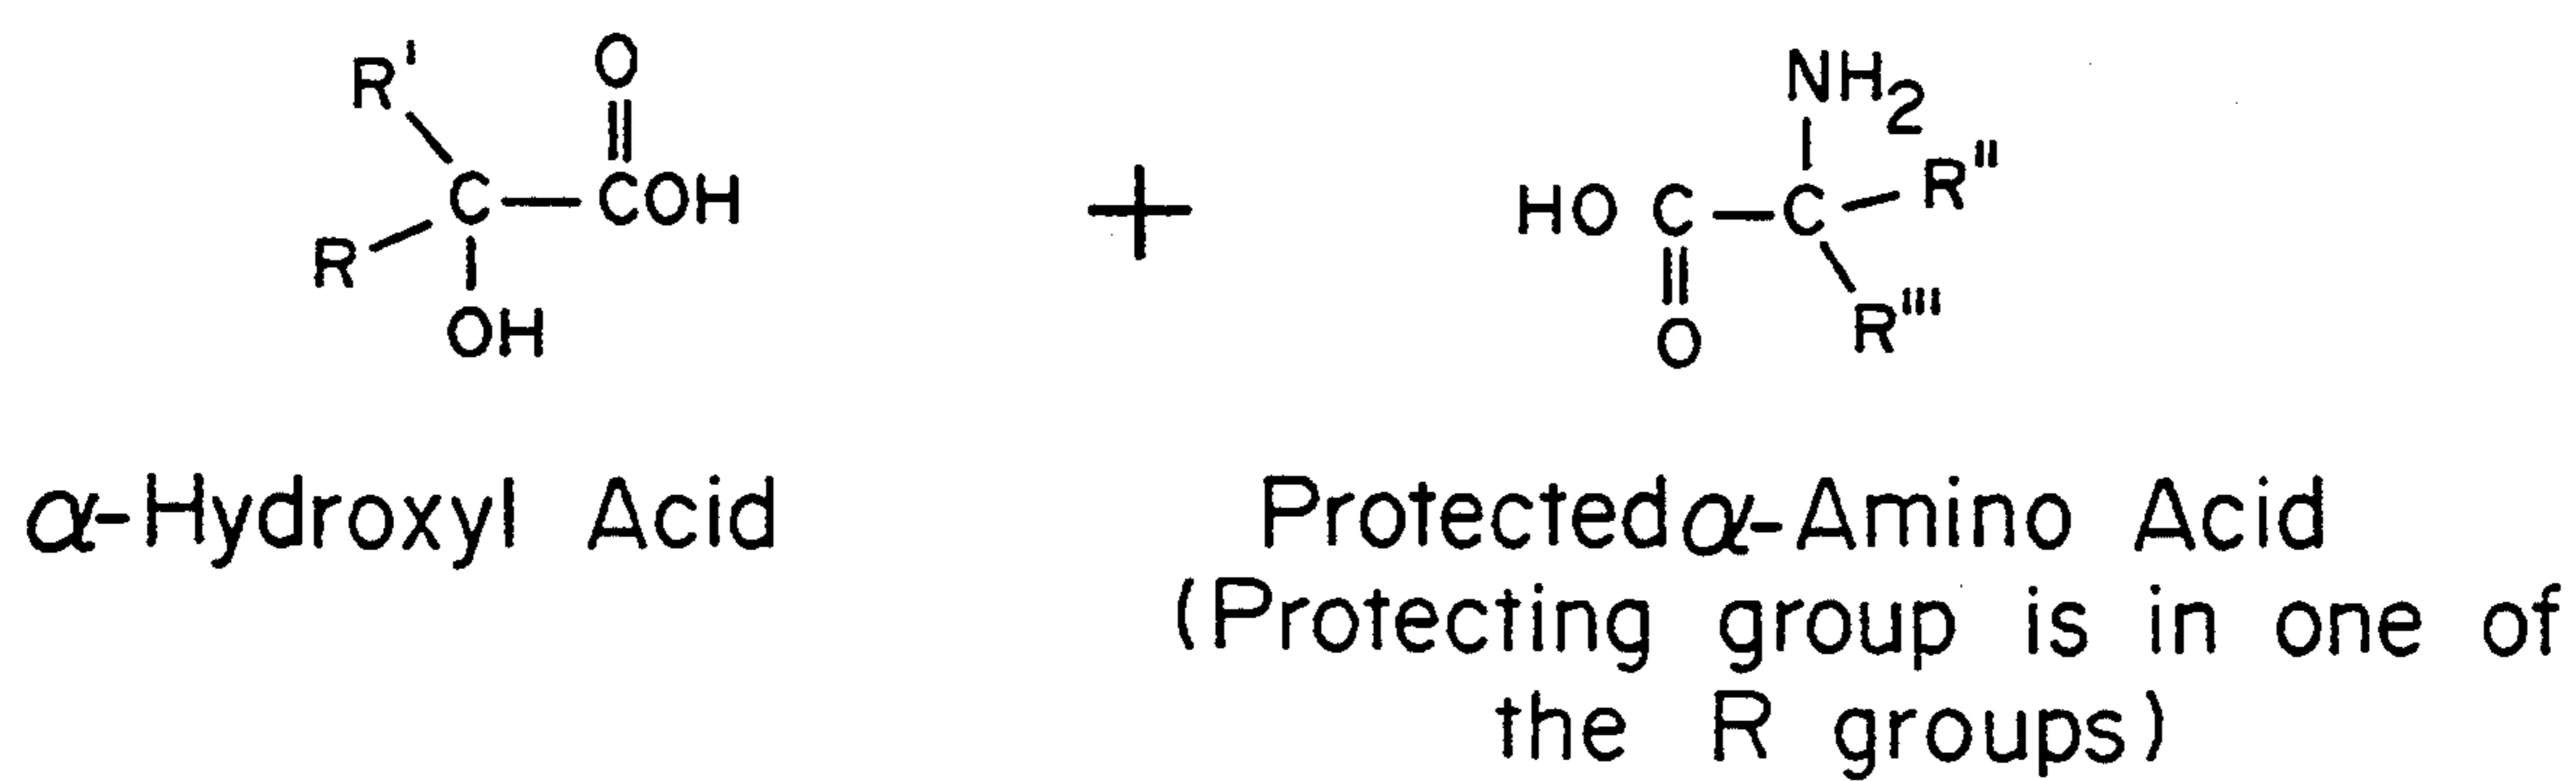 R' O NH2
R C COH + HO C C R"
OH O R'''
α-Hydroxyl Acid Protected α-Amino Acid
(Protecting group is in one of
the R groups)